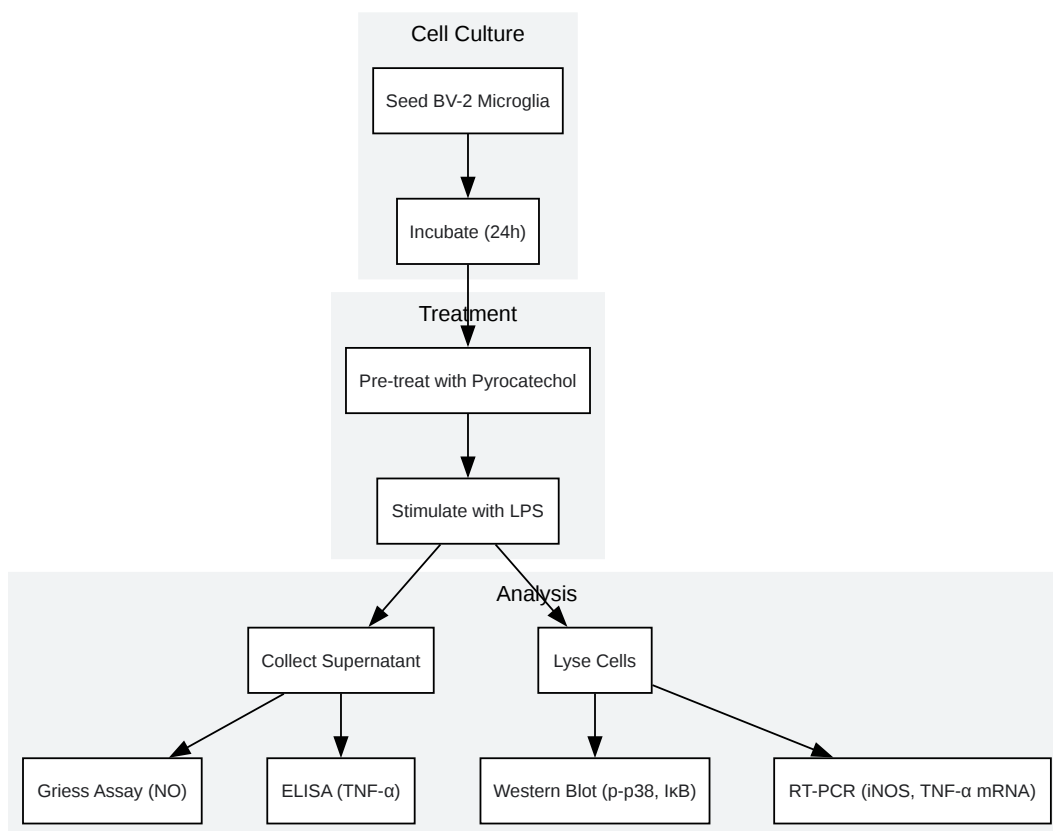 Cell Culture
Seed BV-2 Microglia
Incubate (24h)
Treatment
Pre-treat with Pyrocatechol
Stimulate with LPS
Analysis
Collect Supernatant
Lyse Cells
Griess Assay (NO)
ELISA (TNF-α)
Western Blot (p-p38, IκB)
RT-PCR (iNOS, TNF-α mRNA)